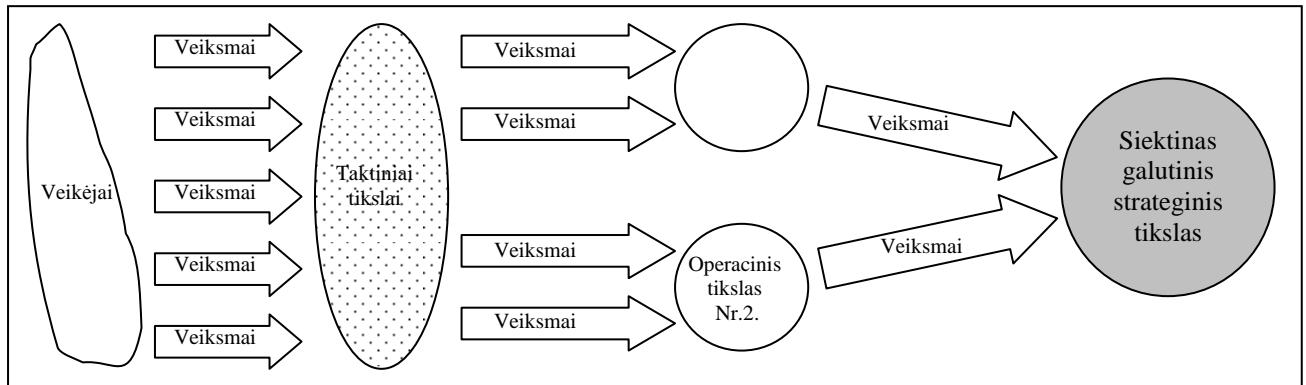 Veikėjai
Veiksmai
Veiksmai
Veiksmai
Veiksmai
Veiksmai
Taktiniai
tikslai
Veiksmai
Veiksmai
Veiksmai
Veiksmai
Operacinis
tikslas
Nr.2.
Veiksmai
Veiksmai
Siektinas
galutinis
strateginis
tikslas